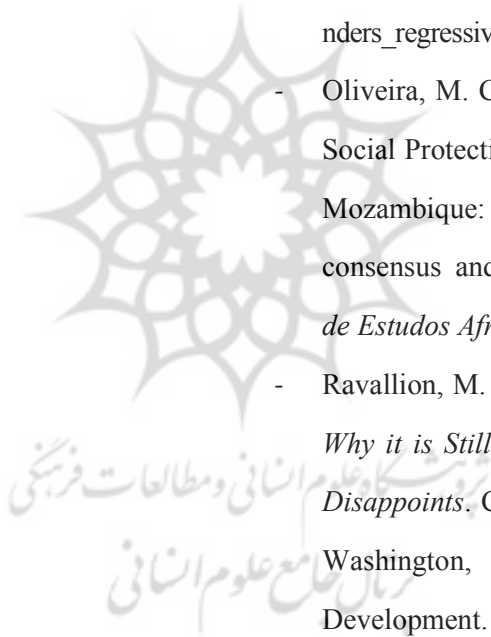 nders_regressiv
- Oliveira, M. C
Social Protecti
Mozambique:
consensus and
de Estudos Afr
- Ravallion, M.
Why it is Still
پژوهشگاه علوم انسانی و مطالعات فرهنگی
Disappoints. C
Washington,
پرتال جامع علوم انسانی
Development.